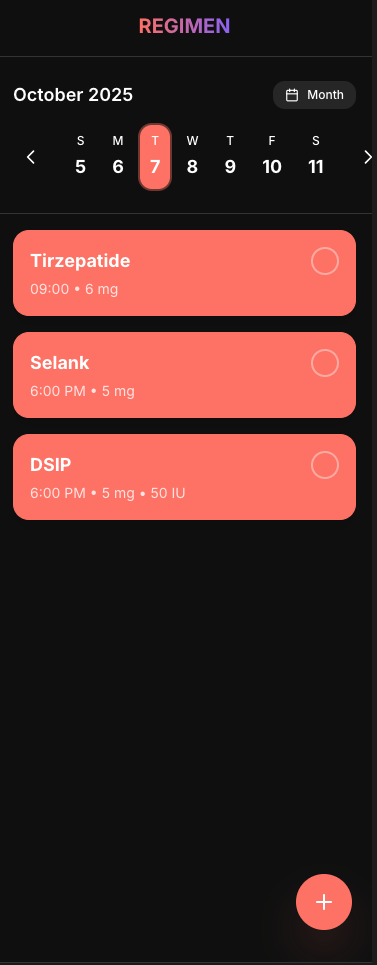 REGIMEN
October 2025
Month
S M T W T F S
5 6 7 8 9 10 11
Tirzepatide
09:00 • 6 mg
Selank
6:00 PM • 5 mg
DSIP
6:00 PM • 5 mg • 50 IU